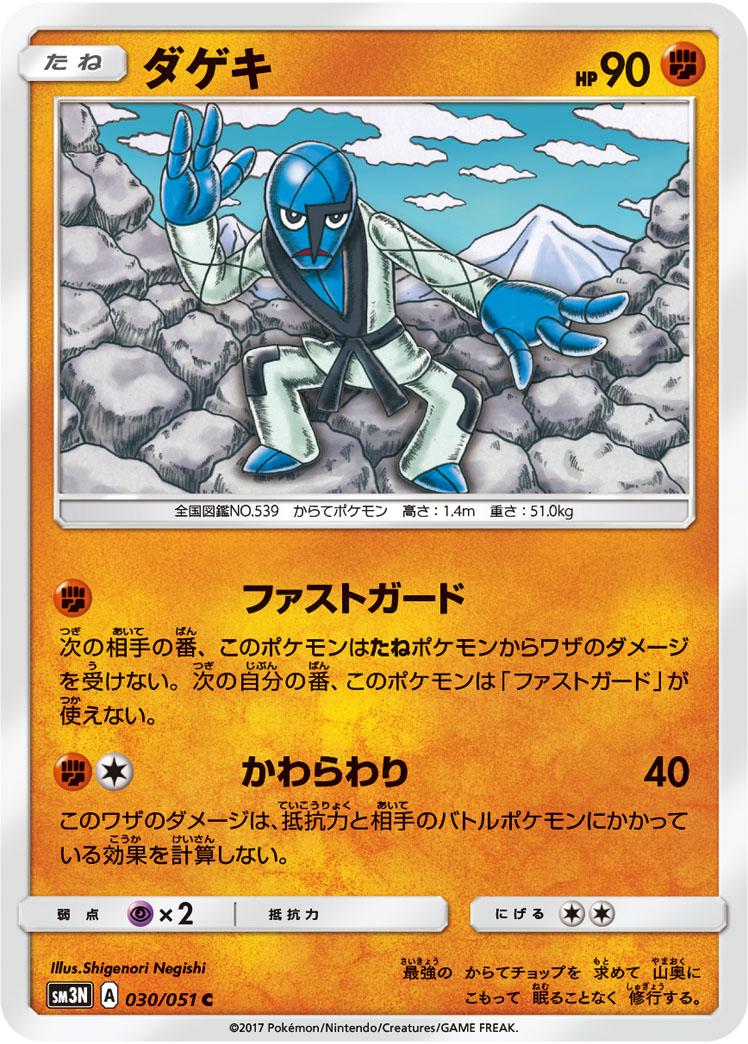 たね ダゲキ HP 90
全国図鑑NO.539 からてポケモン 高さ:1.4m 重さ:51.0kg
ファストガード
次の相手の番、このポケモンはたねポケモンからワザのダメージ
を受けない。次の自分の番、このポケモンは「ファストガード」が
使えない。
かわらわり 40
このワザのダメージは、抵抗力と相手のバトルポケモンにかかって
いる効果を計算しない。
弱点 ×2 抵抗力 にげる
Illus.Shigenori Negishi
SM3N A 030/051 C
最強の からてチョップを 求めて 山奥に
こもって 眠ることなく 修行する。
©2017 Pokémon/Nintendo/Creatures/GAME FREAK.